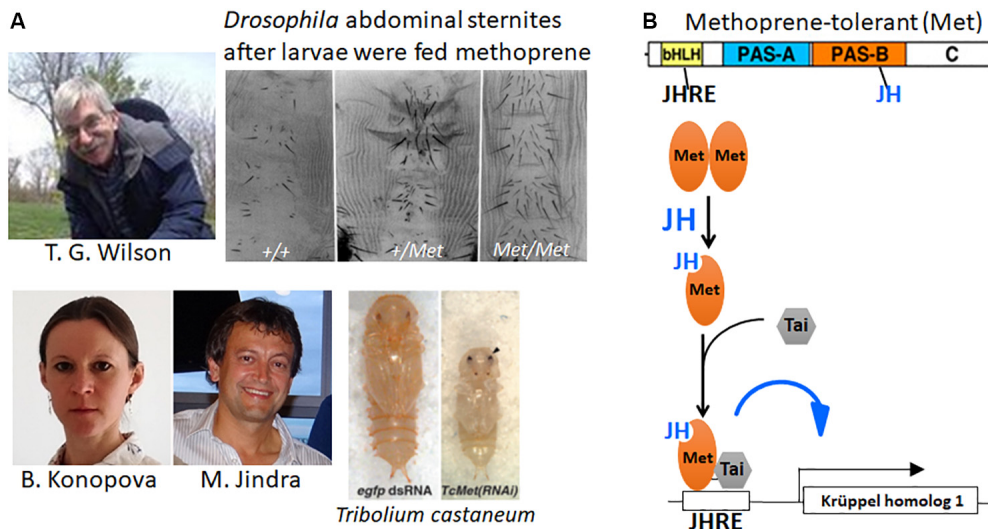 A
Drosophila abdominal sternites
after larvae were fed methoprene
+/+
+/Met
Met/Met
T. G. Wilson
B. Konopova
M. Jindra
egfp dsRNA
TcMet(RNAi)
Tribolium castaneum
B
Methoprene-tolerant (Met)
bHLH
PAS-A
PAS-B
C
JHRE
JH
Met
Met
JH
JH
Met
Tai
JH
Met
Tai
Krüppel homolog 1
JHRE